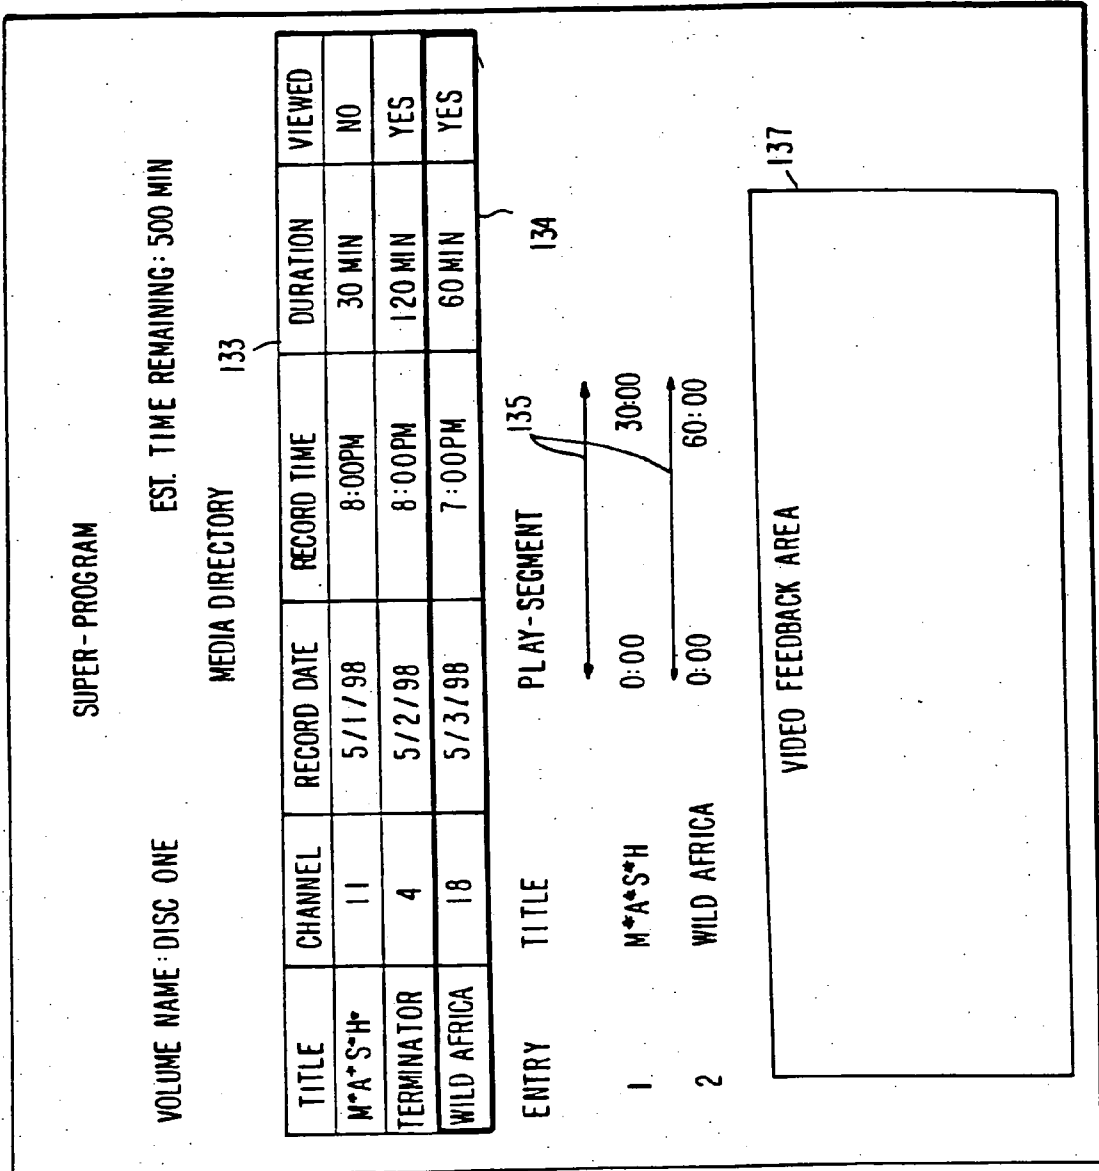 SUPER-PROGRAM
VOLUME NAME: DISC ONE EST. TIME REMAINING: 500 MIN
MEDIA DIRECTORY
133
TITLE CHANNEL RECORD DATE RECORD TIME DURATION VIEWED
M*A*S*H* 11 5/1/98 8:00PM 30 MIN NO
TERMINATOR 4 5/2/98 8:00PM 120 MIN YES
WILD AFRICA 18 5/3/98 7:00PM 60 MIN YES
134
135
ENTRY TITLE PLAY-SEGMENT
1 M*A*S*H 0:00 30:00
2 WILD AFRICA 0:00 60:00
137
VIDEO FEEDBACK AREA